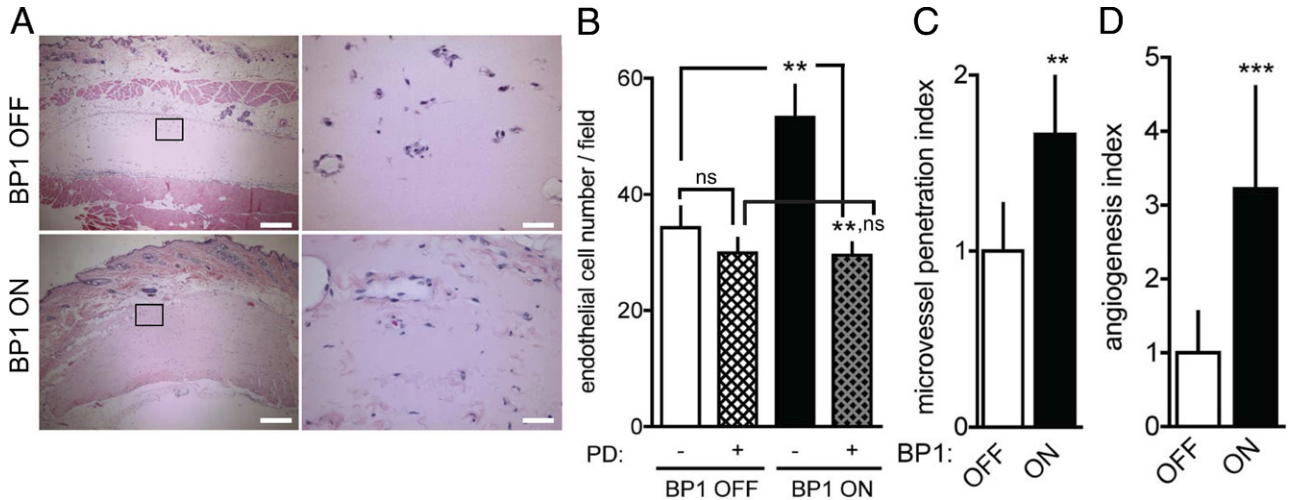 A
BP1 OFF
BP1 ON
B
endothelial cell number / field
60
40
20
0
**
ns
**,ns
PD: - + - +
BP1 OFF BP1 ON
C
microvessel penetration index
2
1
0
**
BP1: OFF ON
D
angiogenesis index
5
4
3
2
1
0
***
OFF ON